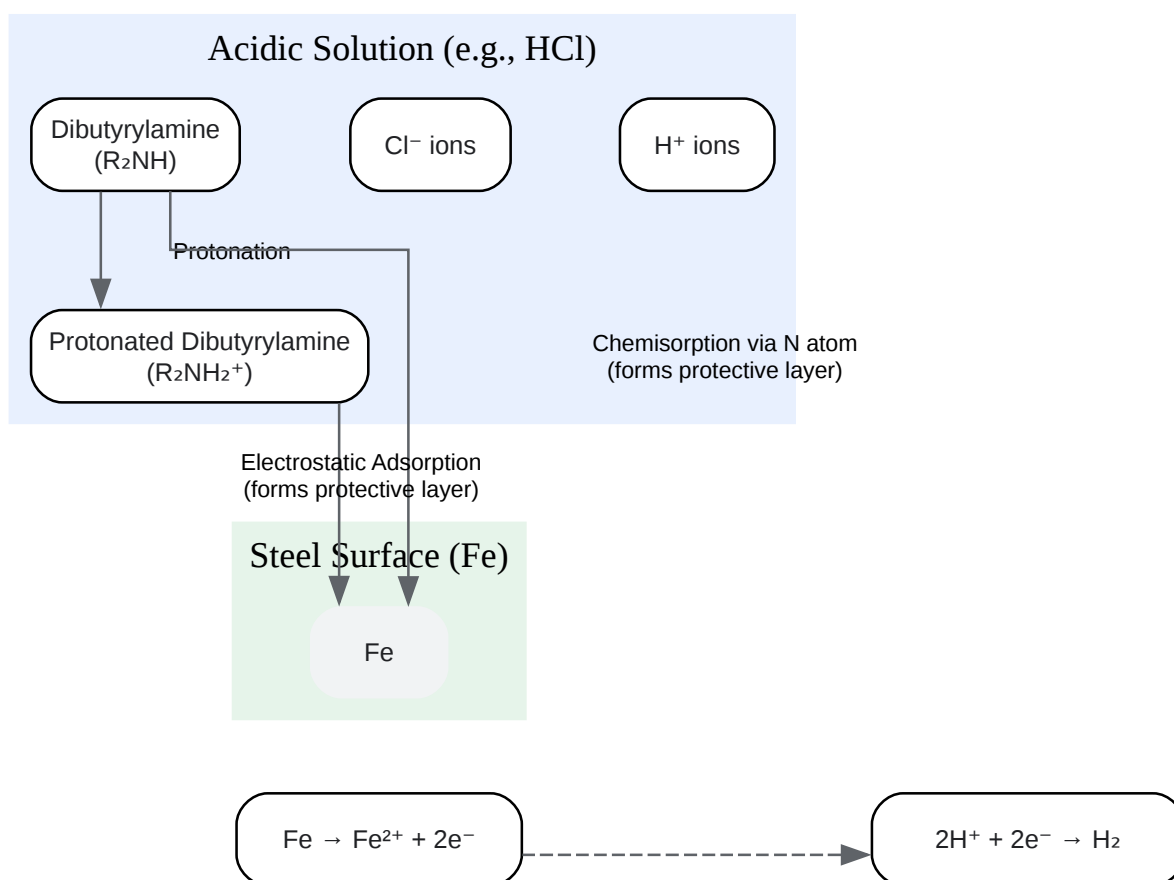 Acidic Solution (e.g., HCl)
Dibutyrylamine
(R₂NH)
Cl⁻ ions
H⁺ ions
Protonation
Protonated Dibutyrylamine
(R₂NH₂⁺)
Chemisorption via N atom
(forms protective layer)
Electrostatic Adsorption
(forms protective layer)
Steel Surface (Fe)
Fe
Fe → Fe²⁺ + 2e⁻
2H⁺ + 2e⁻ → H₂